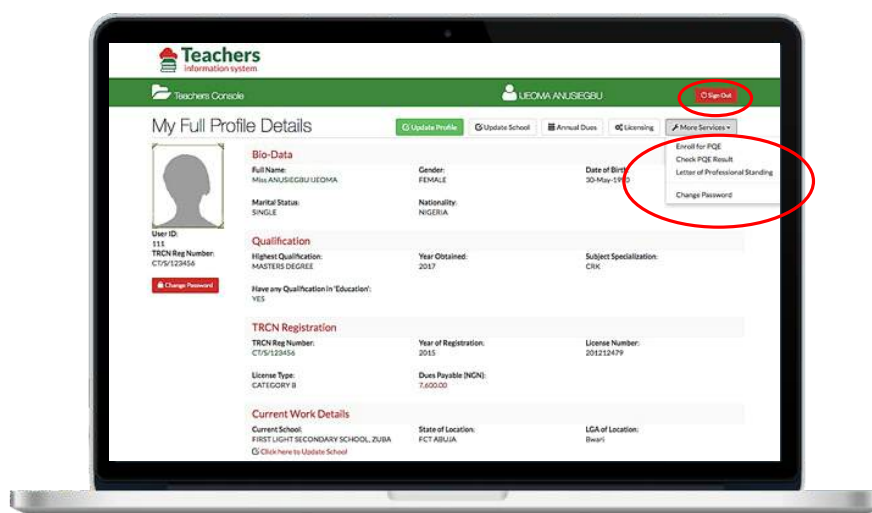 Teachers
information system
Teachers Console
IJEOMA ANUSIEGBU
Sign Out
My Full Profile Details
Update Profile
Update School
Annual Dues
Licensing
More Services
Enroll for PQE
Check PQE Result
Letter of Professional Standing
Change Password
Bio-Data
Full Name: Gender: Date of Birth:
Miss ANUSIEGBU IJEOMA FEMALE 30-May-1983
Marital Status: Nationality:
SINGLE NIGERIA
User ID:
111
TRCN Reg Number:
CT/S/123456
Change Password
Qualification
Highest Qualification: Year Obtained: Subject Specialization:
MASTERS DEGREE 2017 CRK
Have any Qualification in 'Education':
YES
TRCN Registration
TRCN Reg Number: Year of Registration: License Number:
CT/S/123456 2015 201212479
License Type: Dues Payable (NGN):
CATEGORY B 7,600.00
Current Work Details
Current School: State of Location: LGA of Location:
FIRST LIGHT SECONDARY SCHOOL, ZUBA FCT ABUJA Bwari
Click here to Update School